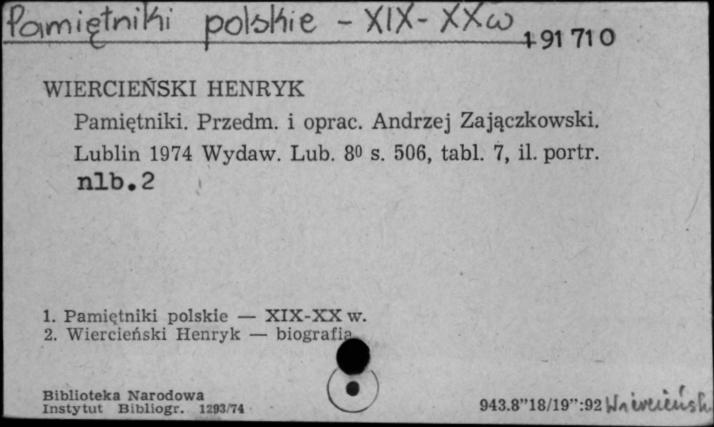 Pamiętniki polskie - XIX-XXw
191 710
WIERCIEŃSKI HENRYK
Pamiętniki. Przedm. i oprac. Andrzej Zajączkowski.
Lublin 1974 Wydaw. Lub. 8⁰ s. 506, tabl. 7, il. portr.
nlb.2
1. Pamiętniki polskie — XIX-XX w.
2. Wiercieński Henryk — biografia
Biblioteka Narodowa
Instytut Bibliogr. 1293/74
943.8"18/19":92 Wiercieńsk